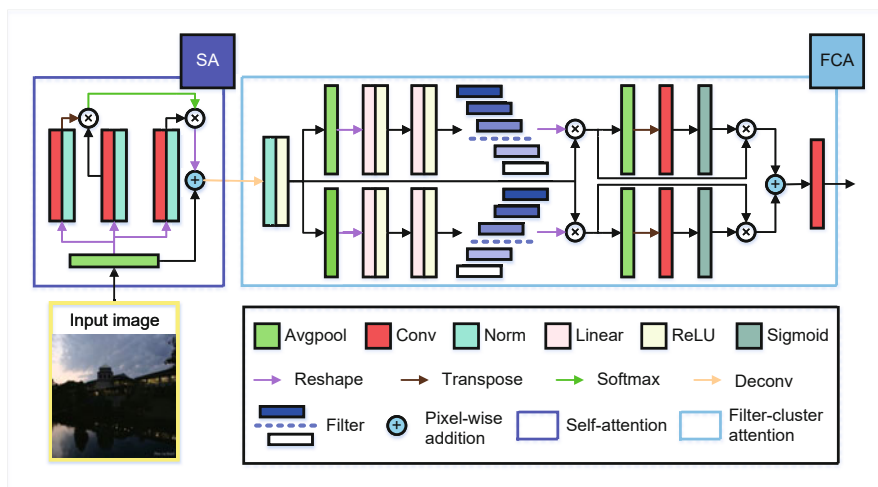 SA
FCA
Input image
Avgpool
Conv
Norm
Linear
ReLU
Sigmoid
Reshape
Transpose
Softmax
Deconv
Filter
Pixel-wise
addition
Self-attention
Filter-cluster
attention